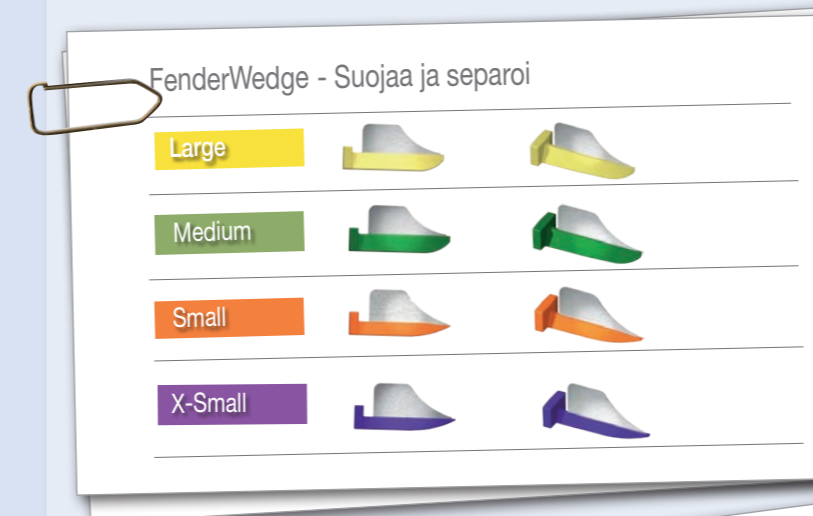 FenderWedge - Suojaa ja separoi
Large
Medium
Small
X-Small